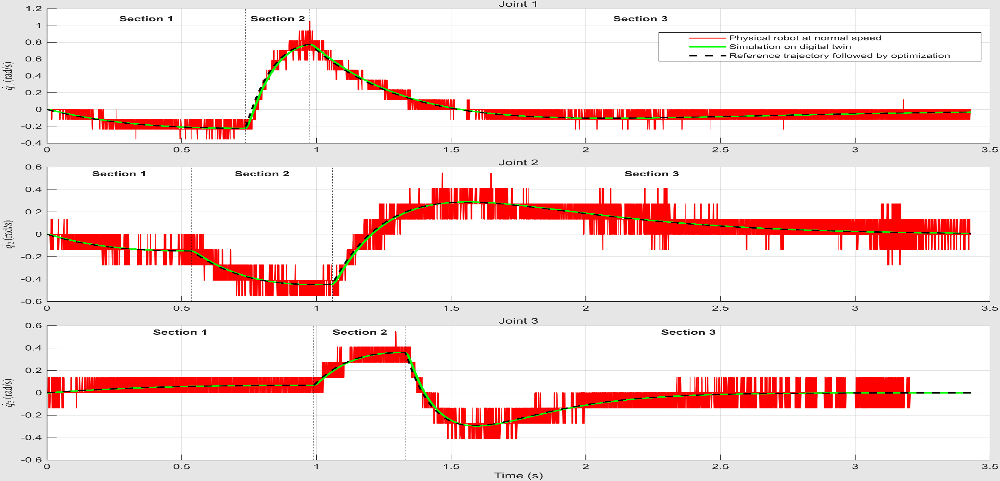 Joint 1
Section 1 Section 2 Section 3
Physical robot at normal speed
Simulation on digital twin
Reference trajectory followed by optimization
q̇1 (rad/s)
1.2
1
0.8
0.6
0.4
0.2
0
-0.2
-0.4
0 0.5 1 1.5 2 2.5 3 3.5
Joint 2
Section 1 Section 2 Section 3
q̇2 (rad/s)
0.6
0.4
0.2
0
-0.2
-0.4
-0.6
0 0.5 1 1.5 2 2.5 3 3.5
Joint 3
Section 1 Section 2 Section 3
q̇3 (rad/s)
0.6
0.4
0.2
0
-0.2
-0.4
-0.6
0 0.5 1 1.5 2 2.5 3 3.5
Time (s)